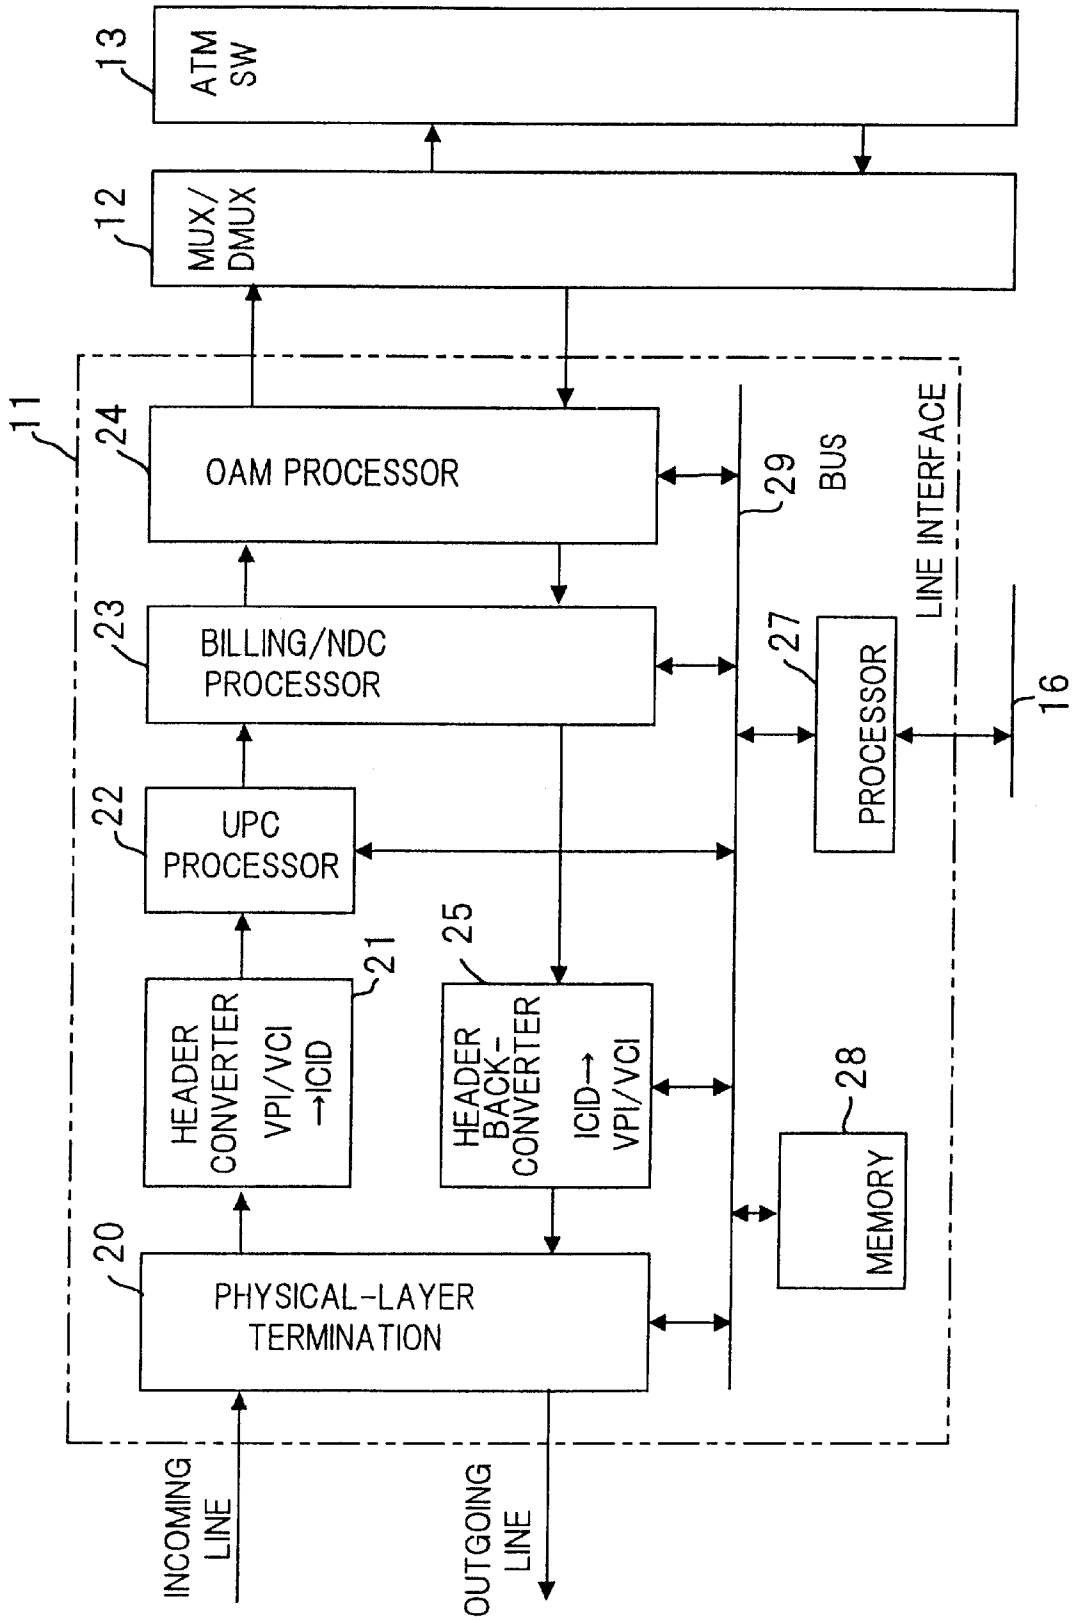 11
INCOMING
LINE
OUTGOING
LINE
20
PHYSICAL-LAYER
TERMINATION
HEADER
CONVERTER
VPI/VCI
→ICID
21
22
UPC
PROCESSOR
23
BILLING/NDC
PROCESSOR
24
OAM PROCESSOR
12
MUX/
DMUX
13
ATM
SW
25
HEADER
BACK-
CONVERTER
ICID→
VPI/VCI
29
BUS
28
MEMORY
27
PROCESSOR
LINE INTERFACE
16